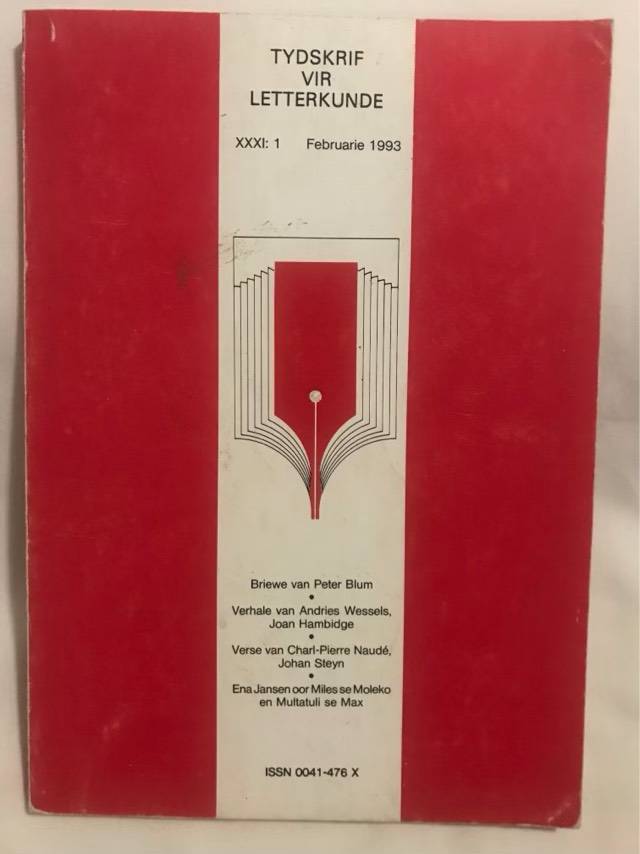 TYDSKRIF
VIR
LETTERKUNDE
XXXI: 1 Februarie 1993
Briewe van Peter Blum
•
Verhale van Andries Wessels,
Joan Hambidge
•
Verse van Charl-Pierre Naudé,
Johan Steyn
•
Ena Jansen oor Miles se Moleko
en Multatuli se Max
ISSN 0041-476 X